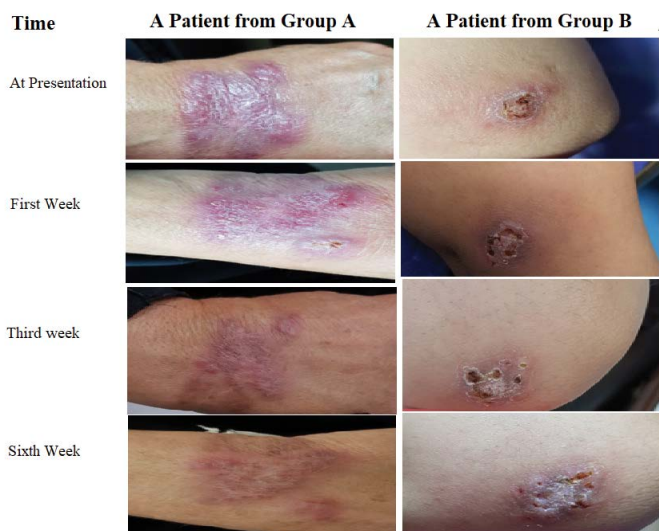 Time A Patient from Group A A Patient from Group B
At Presentation
First Week
Third week
Sixth Week